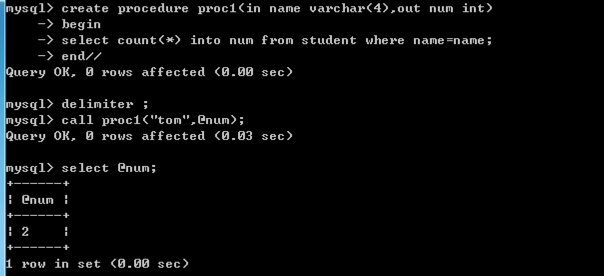 mysql> create procedure proc1(in name varchar(4),out num int)
    -> begin
    -> select count(*) into num from student where name=name;
    -> end//
Query OK, 0 rows affected (0.00 sec)

mysql> delimiter ;
mysql> call proc1("tom",@num);
Query OK, 0 rows affected (0.03 sec)

mysql> select @num;
+------+
| @num |
+------+
| 2    |
+------+
1 row in set (0.00 sec)